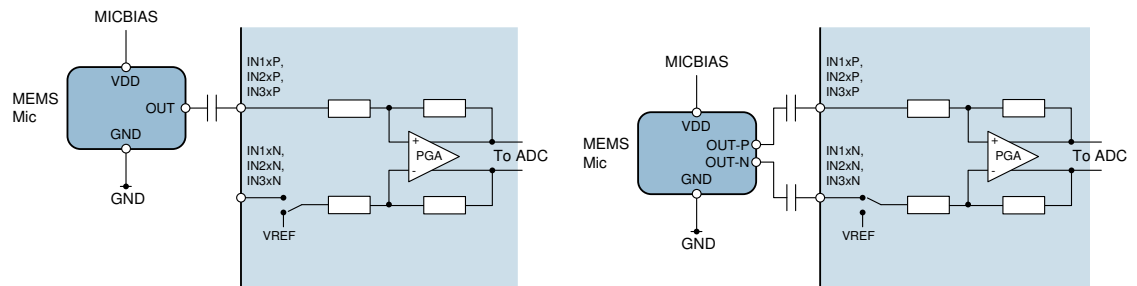 MICBIAS
VDD
MEMS
Mic
OUT
GND
GND
IN1xP,
IN2xP,
IN3xP
+
PGA
-
To ADC
IN1xN,
IN2xN,
IN3xN
VREF
MICBIAS
VDD
MEMS
Mic
OUT-P
OUT-N
GND
GND
IN1xP,
IN2xP,
IN3xP
+
PGA
-
To ADC
IN1xN,
IN2xN,
IN3xN
VREF